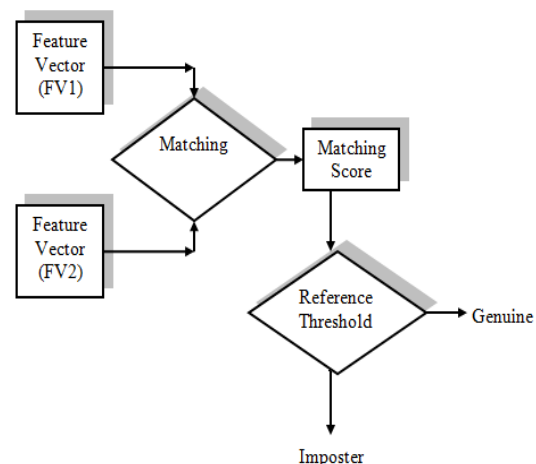 Feature
Vector
(FV1)
Matching
Matching
Score
Feature
Vector
(FV2)
Reference
Threshold
Genuine
Imposter